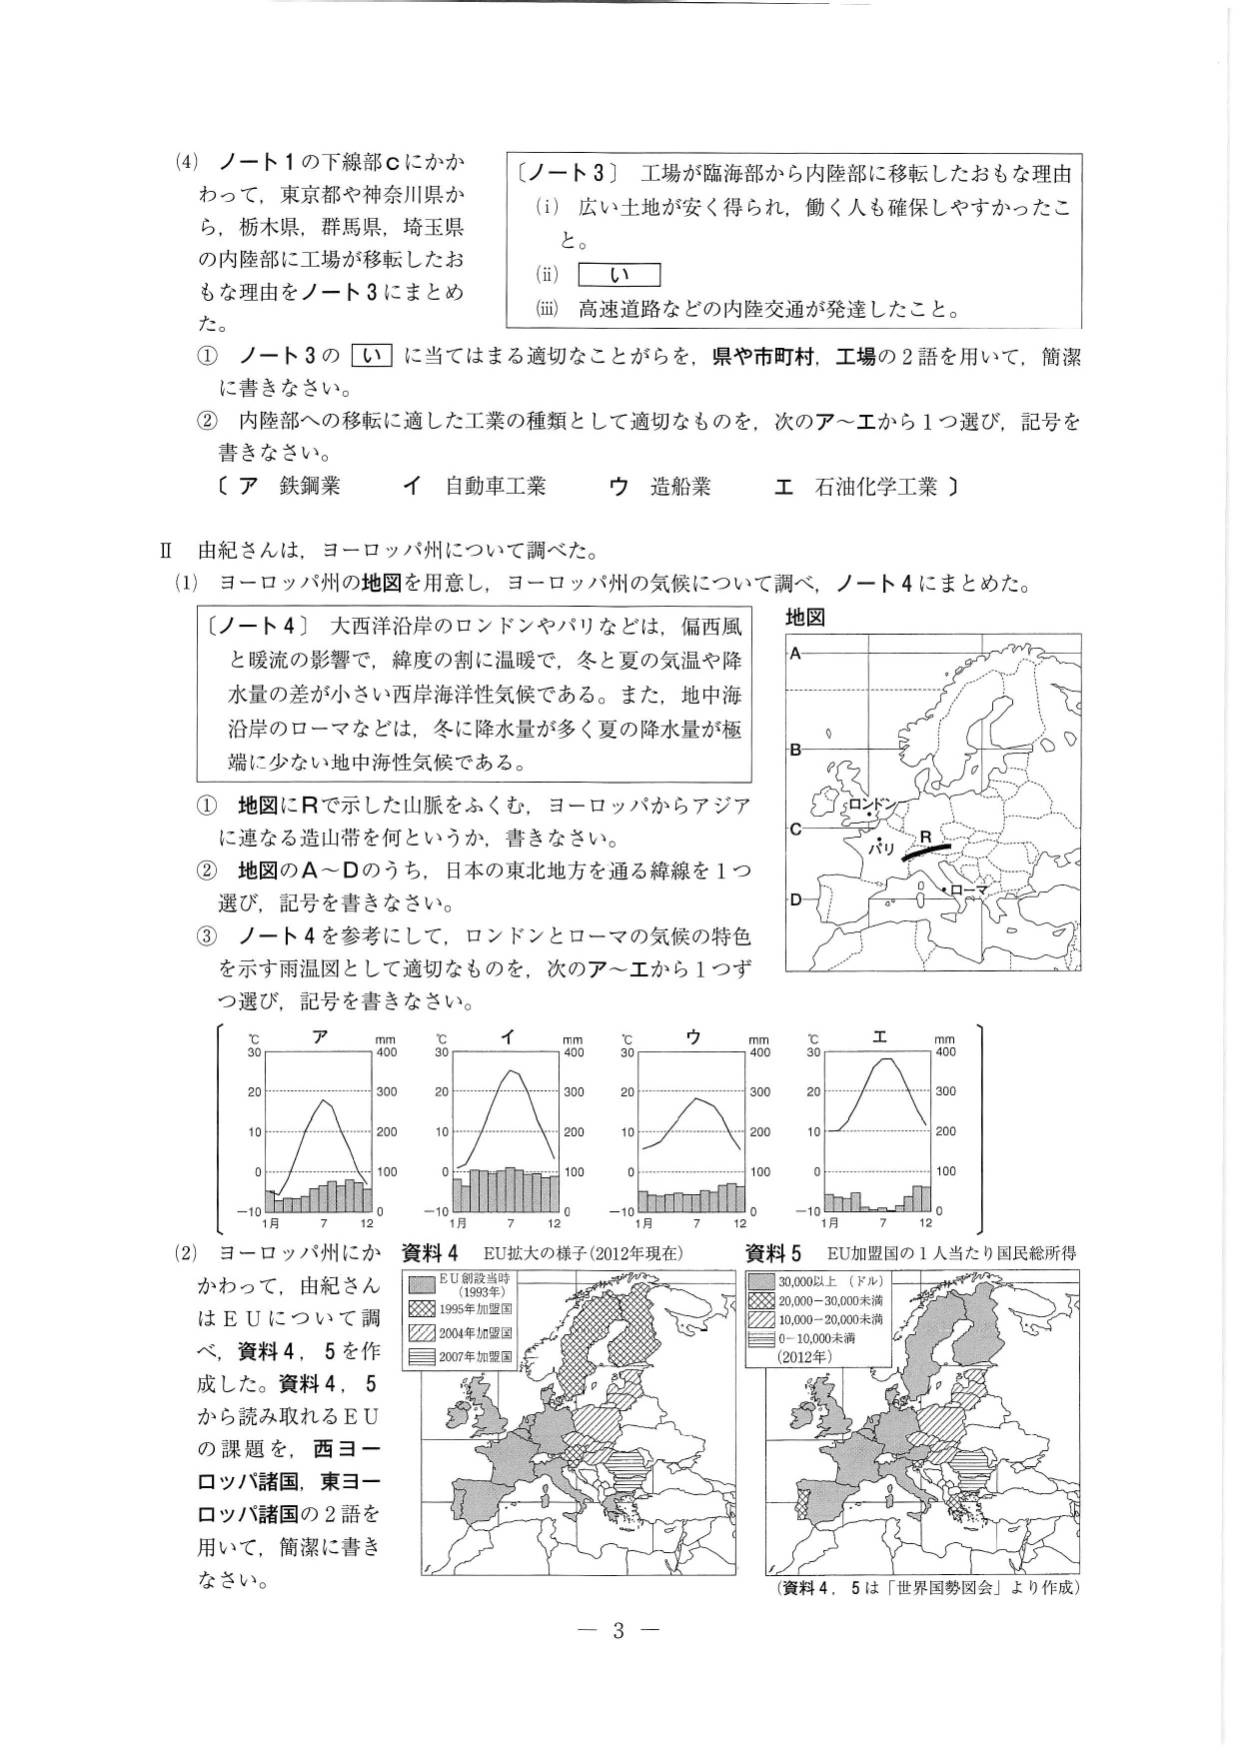 (4) ノート1の下線部cにかか
わって，東京都や神奈川県か
ら，栃木県，群馬県，埼玉県
の内陸部に工場が移転したお
もな理由をノート3にまとめ
た。
〔ノート3〕 工場が臨海部から内陸部に移転したおもな理由
(ⅰ) 広い土地が安く得られ，働く人も確保しやすかったこ
と。
(ⅱ) い
(ⅲ) 高速道路などの内陸交通が発達したこと。
① ノート3の い に当てはまる適切なことがらを，県や市町村，工場の2語を用いて，簡潔
に書きなさい。
② 内陸部への移転に適した工業の種類として適切なものを，次のア～エから1つ選び，記号を
書きなさい。
〔 ア 鉄鋼業 イ 自動車工業 ウ 造船業 エ 石油化学工業 〕
Ⅱ 由紀さんは，ヨーロッパ州について調べた。
(1) ヨーロッパ州の地図を用意し，ヨーロッパ州の気候について調べ，ノート4にまとめた。
〔ノート4〕 大西洋沿岸のロンドンやパリなどは，偏西風
と暖流の影響で，緯度の割に温暖で，冬と夏の気温や降
水量の差が小さい西岸海洋性気候である。また，地中海
沿岸のローマなどは，冬に降水量が多く夏の降水量が極
端に少ない地中海性気候である。
地図
A
B
C
D
ロンドン
パリ
R
ローマ
① 地図にRで示した山脈をふくむ，ヨーロッパからアジア
に連なる造山帯を何というか，書きなさい。
② 地図のA～Dのうち，日本の東北地方を通る緯線を1つ
選び，記号を書きなさい。
③ ノート4を参考にして，ロンドンとローマの気候の特色
を示す雨温図として適切なものを，次のア～エから1つず
つ選び，記号を書きなさい。
℃ ア mm
30 400
20 300
10 200
0 100
－10 0
1月 7 12
℃ イ mm
30 400
20 300
10 200
0 100
－10 0
1月 7 12
℃ ウ mm
30 400
20 300
10 200
0 100
－10 0
1月 7 12
℃ エ mm
30 400
20 300
10 200
0 100
－10 0
1月 7 12
(2) ヨーロッパ州にか
かわって，由紀さん
はEUについて調
べ，資料4，5を作
成した。資料4，5
から読み取れるEU
の課題を，西ヨー
ロッパ諸国，東ヨー
ロッパ諸国の2語を
用いて，簡潔に書き
なさい。
資料4 EU拡大の様子(2012年現在)
EU創設当時
(1993年)
1995年加盟国
2004年加盟国
2007年加盟国
資料5 EU加盟国の1人当たり国民総所得
30,000以上 (ドル)
20,000－30,000未満
10,000－20,000未満
0－10,000未満
(2012年)
(資料4，5は「世界国勢図会」より作成)
― 3 ―